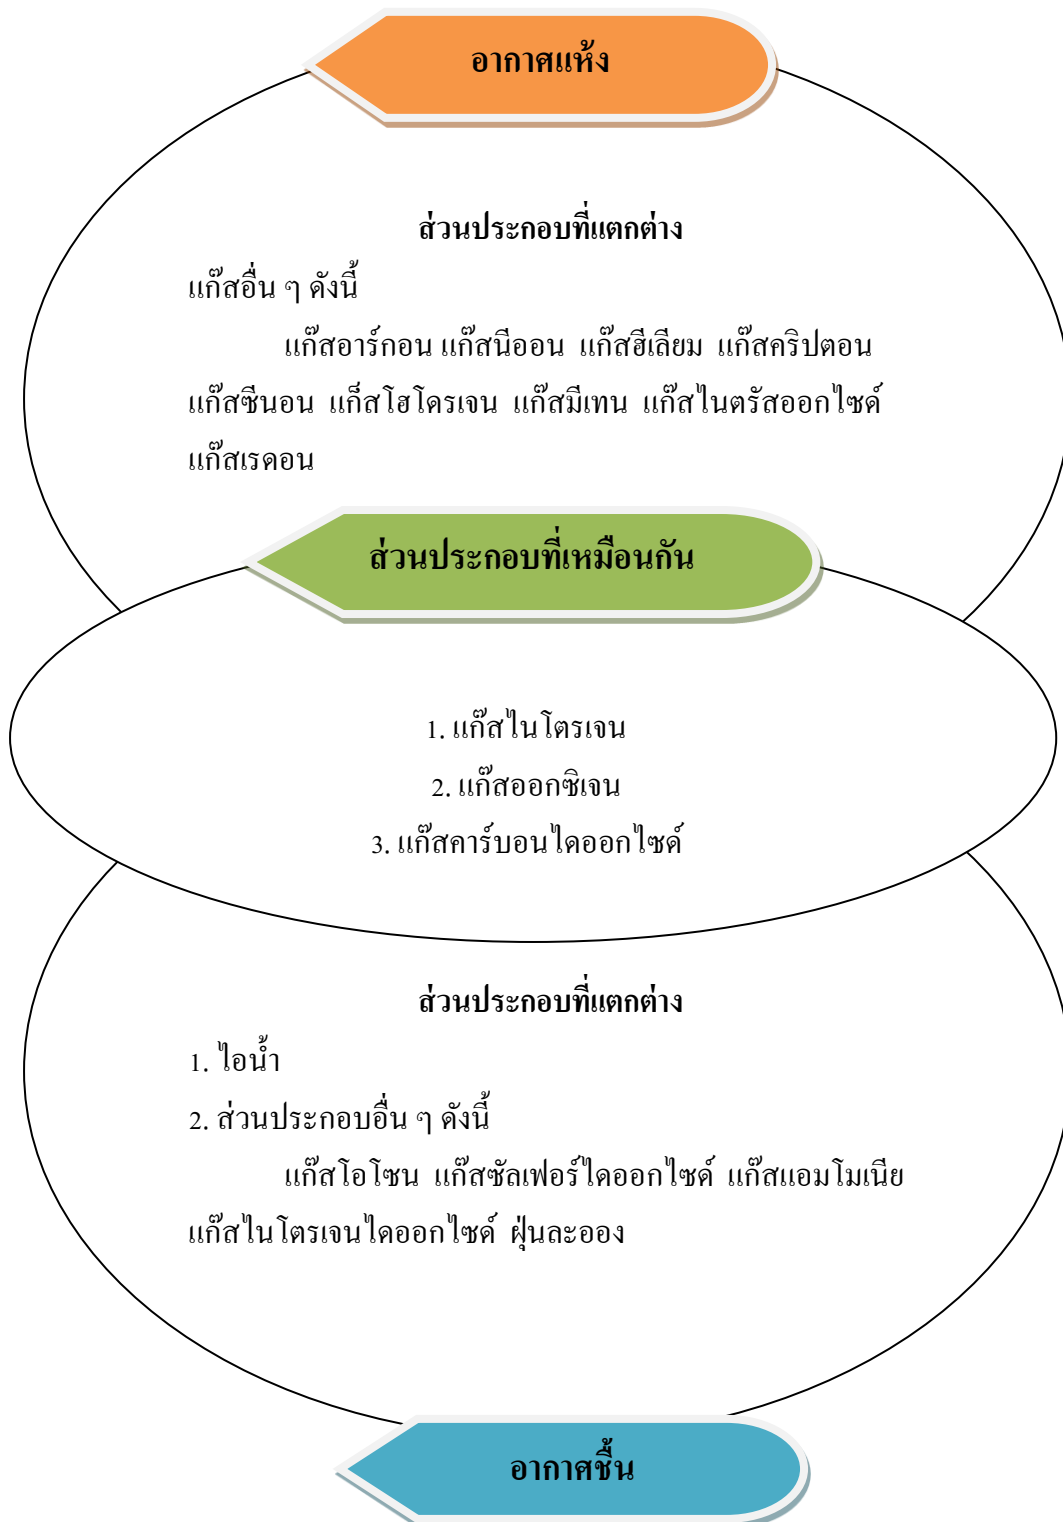 อากาศแห้ง
ส่วนประกอบที่แตกต่าง
แก๊สอื่น ๆ ดังนี้
แก๊สอาร์กอน แก๊สนีออน แก๊สฮีเลียม แก๊สคริปตอน
แก๊สซีนอน แก็สไฮโดรเจน แก๊สมีเทน แก๊สไนตรัสออกไซด์
แก๊สเรดอน
ส่วนประกอบที่เหมือนกัน
1. แก๊สไนโตรเจน
2. แก๊สออกซิเจน
3. แก๊สคาร์บอนไดออกไซด์
ส่วนประกอบที่แตกต่าง
1. ไอน้ำ
2. ส่วนประกอบอื่น ๆ ดังนี้
แก๊สโอโซน แก๊สซัลเฟอร์ไดออกไซด์ แก๊สแอมโมเนีย
แก๊สไนโตรเจนไดออกไซด์ ฝุ่นละออง
อากาศชื้น